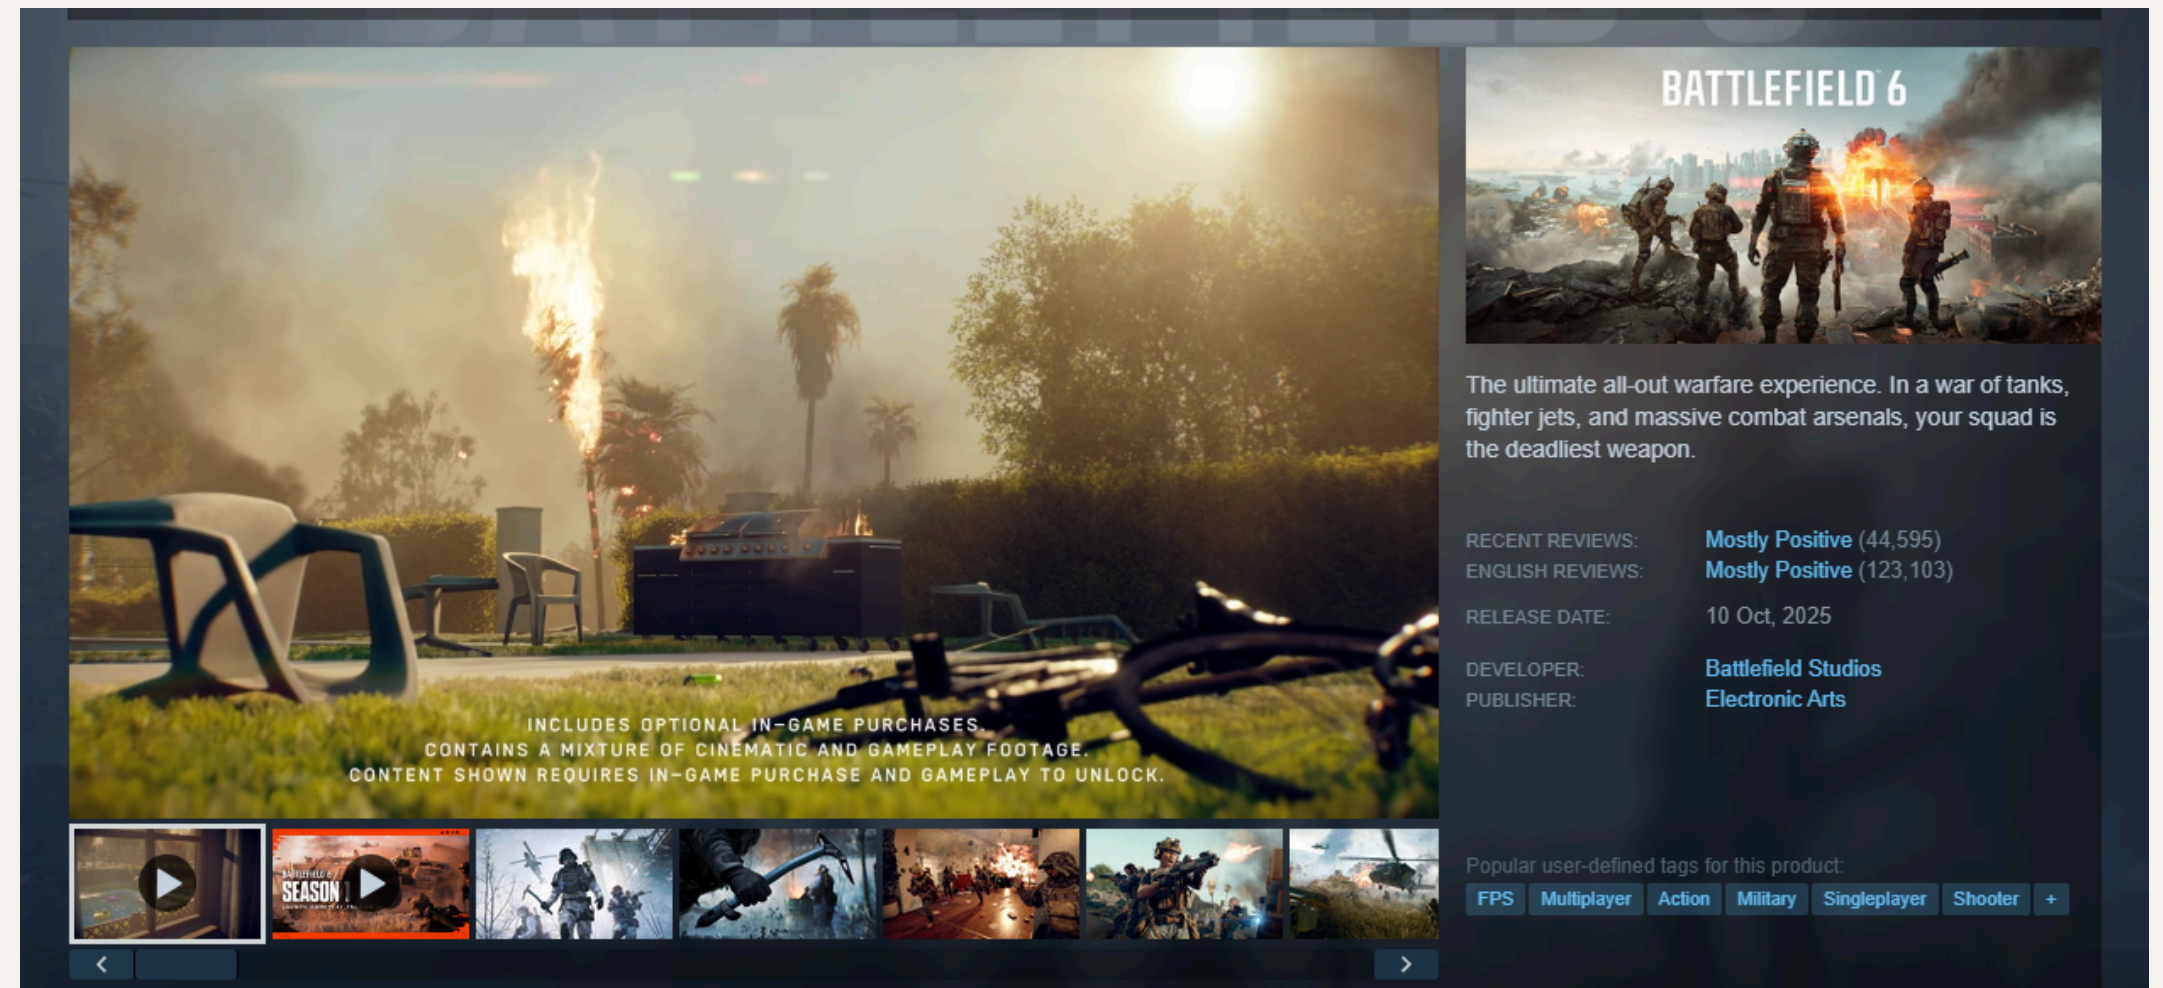 BATTLEFIELD 6
The ultimate all-out warfare experience. In a war of tanks,
fighter jets, and massive combat arsenals, your squad is
the deadliest weapon.
RECENT REVIEWS: Mostly Positive (44,595)
ENGLISH REVIEWS: Mostly Positive (123,103)
RELEASE DATE: 10 Oct, 2025
DEVELOPER: Battlefield Studios
PUBLISHER: Electronic Arts
Popular user-defined tags for this product:
FPS Multiplayer Action Military Singleplayer Shooter +
INCLUDES OPTIONAL IN-GAME PURCHASES.
CONTAINS A MIXTURE OF CINEMATIC AND GAMEPLAY FOOTAGE.
CONTENT SHOWN REQUIRES IN-GAME PURCHASE AND GAMEPLAY TO UNLOCK.
BATTLEFIELD 6
SEASON 1